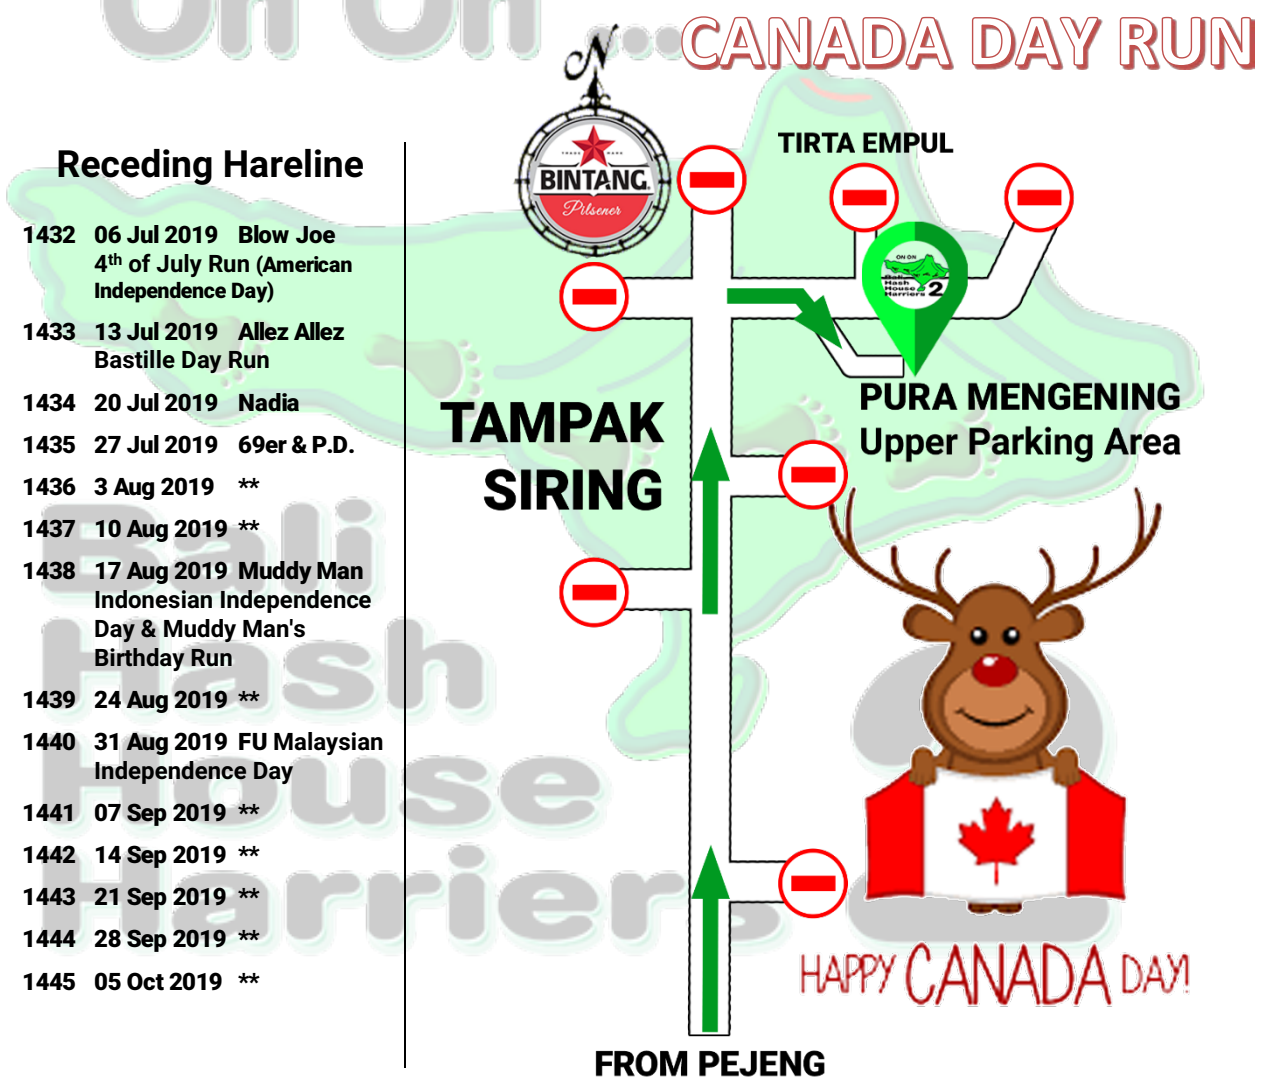 On On ...CANADA DAY RUN
Receding Hareline
1432 06 Jul 2019 Blow Joe
4th of July Run (American
Independence Day)
1433 13 Jul 2019 Allez Allez
Bastille Day Run
1434 20 Jul 2019 Nadia
1435 27 Jul 2019 69er & P.D.
1436 3 Aug 2019 **
1437 10 Aug 2019 **
1438 17 Aug 2019 Muddy Man
Indonesian Independence
Day & Muddy Man's
Birthday Run
1439 24 Aug 2019 **
1440 31 Aug 2019 FU Malaysian
Independence Day
1441 07 Sep 2019 **
1442 14 Sep 2019 **
1443 21 Sep 2019 **
1444 28 Sep 2019 **
1445 05 Oct 2019 **
N
TRADE MARK
BINTANG
Pilsener
TIRTA EMPUL
ON ON
Bali
Hash
House
Harriers 2
PURA MENGENING
Upper Parking Area
TAMPAK
SIRING
Bali
Hash
House
Harriers 2
HAPPY CANADA DAY!
FROM PEJENG